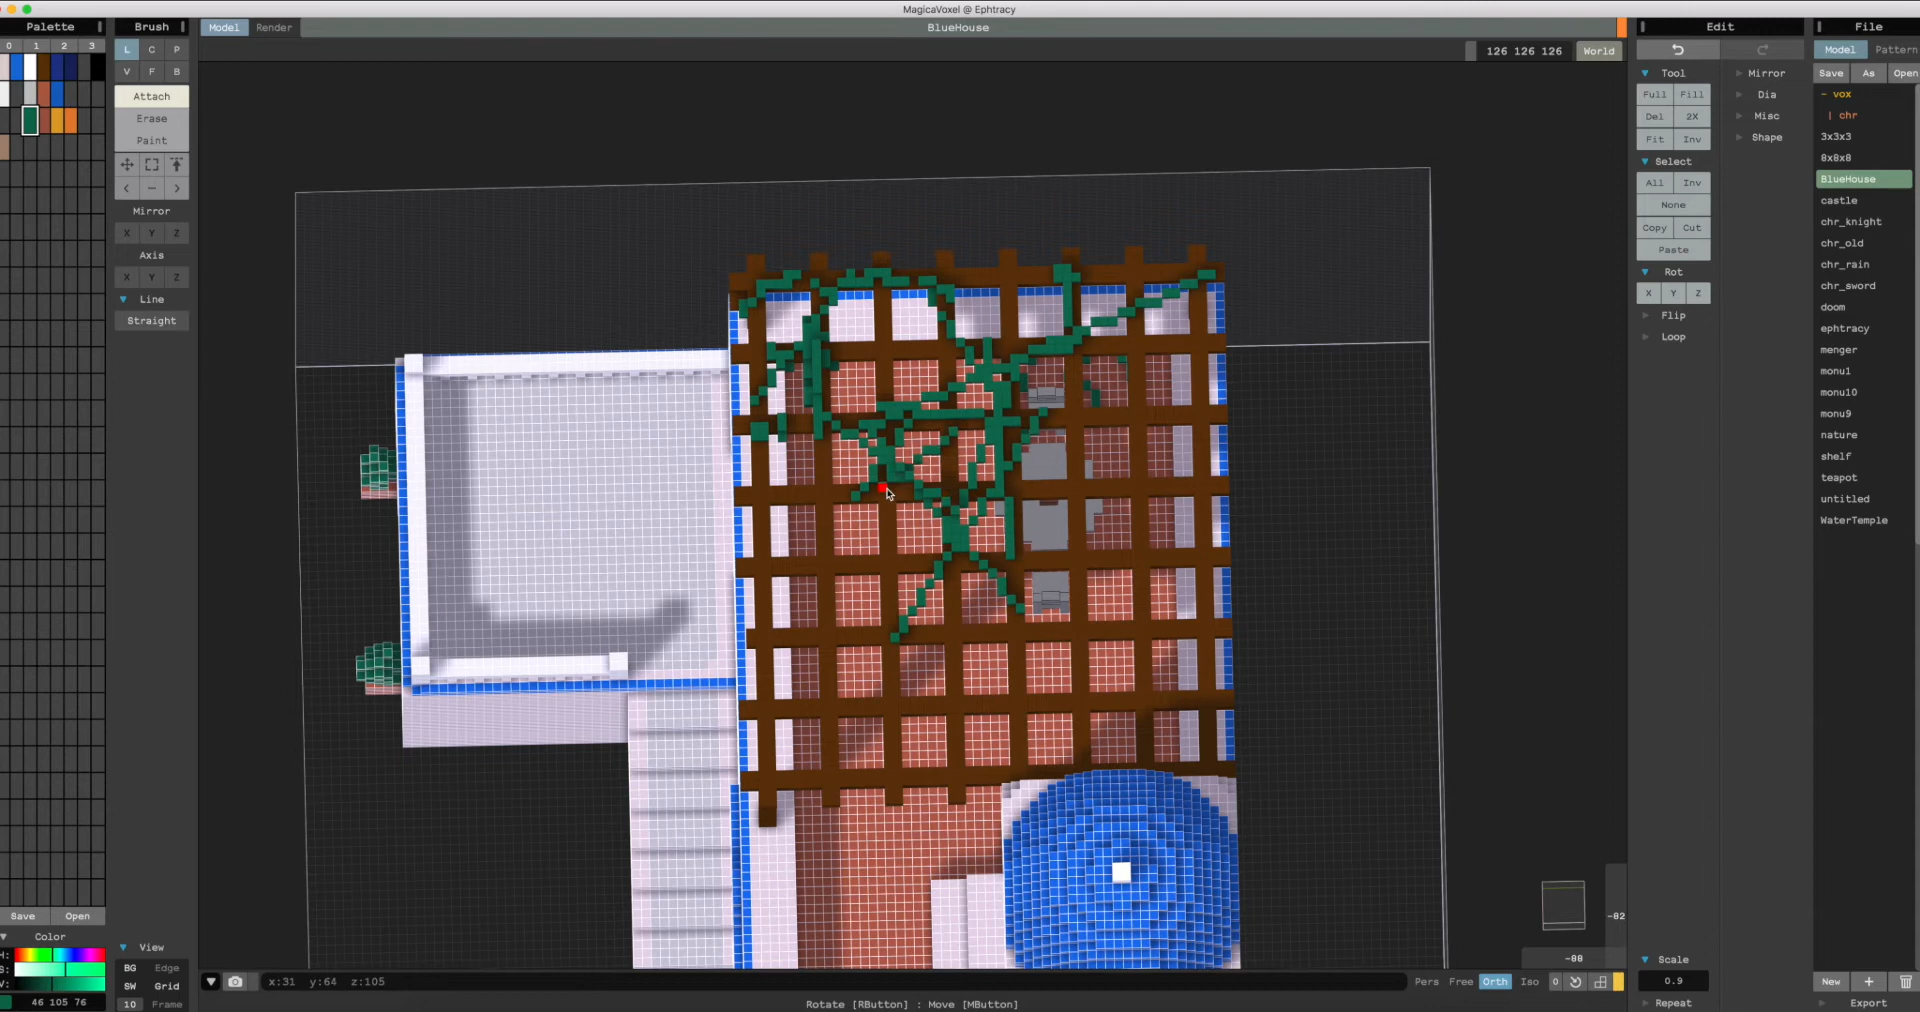 MagicaVoxel @ Ephtracy
Palette
Brush
Model
Render
BlueHouse
Edit
File
0 1 2 3
L C P
V F B
Attach
Erase
Paint
< – >
Mirror
X Y Z
Axis
X Y Z
Line
Straight
126 126 126
World
Tool
Full Fill
Del 2X
Fit Inv
Select
All Inv
None
Copy Cut
Paste
Rot
X Y Z
Flip
Loop
Mirror
Dia
Misc
Shape
Model Pattern
Save As Open
- vox
| chr
3x3x3
8x8x8
BlueHouse
castle
chr_knight
chr_old
chr_rain
chr_sword
doom
ephtracy
menger
monu1
monu10
monu9
nature
shelf
teapot
untitled
WaterTemple
Save Open
Color
H:
S:
V:
46 105 76
View
BG Edge
SW Grid
10 Frame
-82
-88
x:31 y:64 z:105
Pers Free Orth Iso 0
Rotate [RButton] : Move [MButton]
Scale
0.9
Repeat
New +
Export